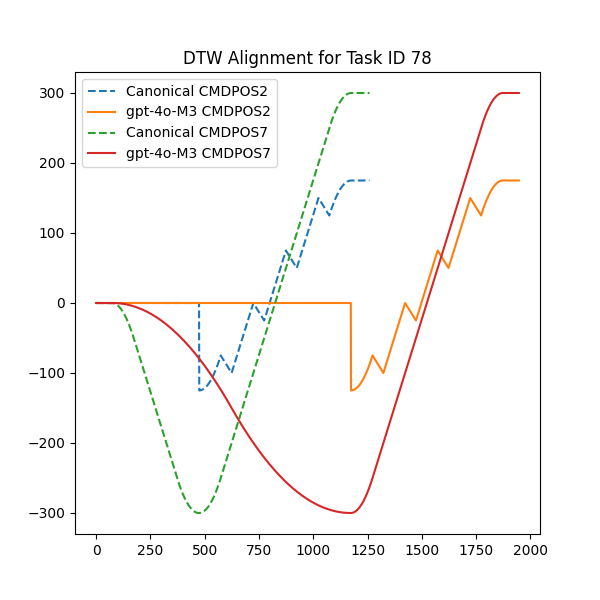 DTW Alignment for Task ID 78
Canonical CMDPOS2
gpt-4o-M3 CMDPOS2
Canonical CMDPOS7
gpt-4o-M3 CMDPOS7
300
200
100
0
−100
−200
−300
0 250 500 750 1000 1250 1500 1750 2000